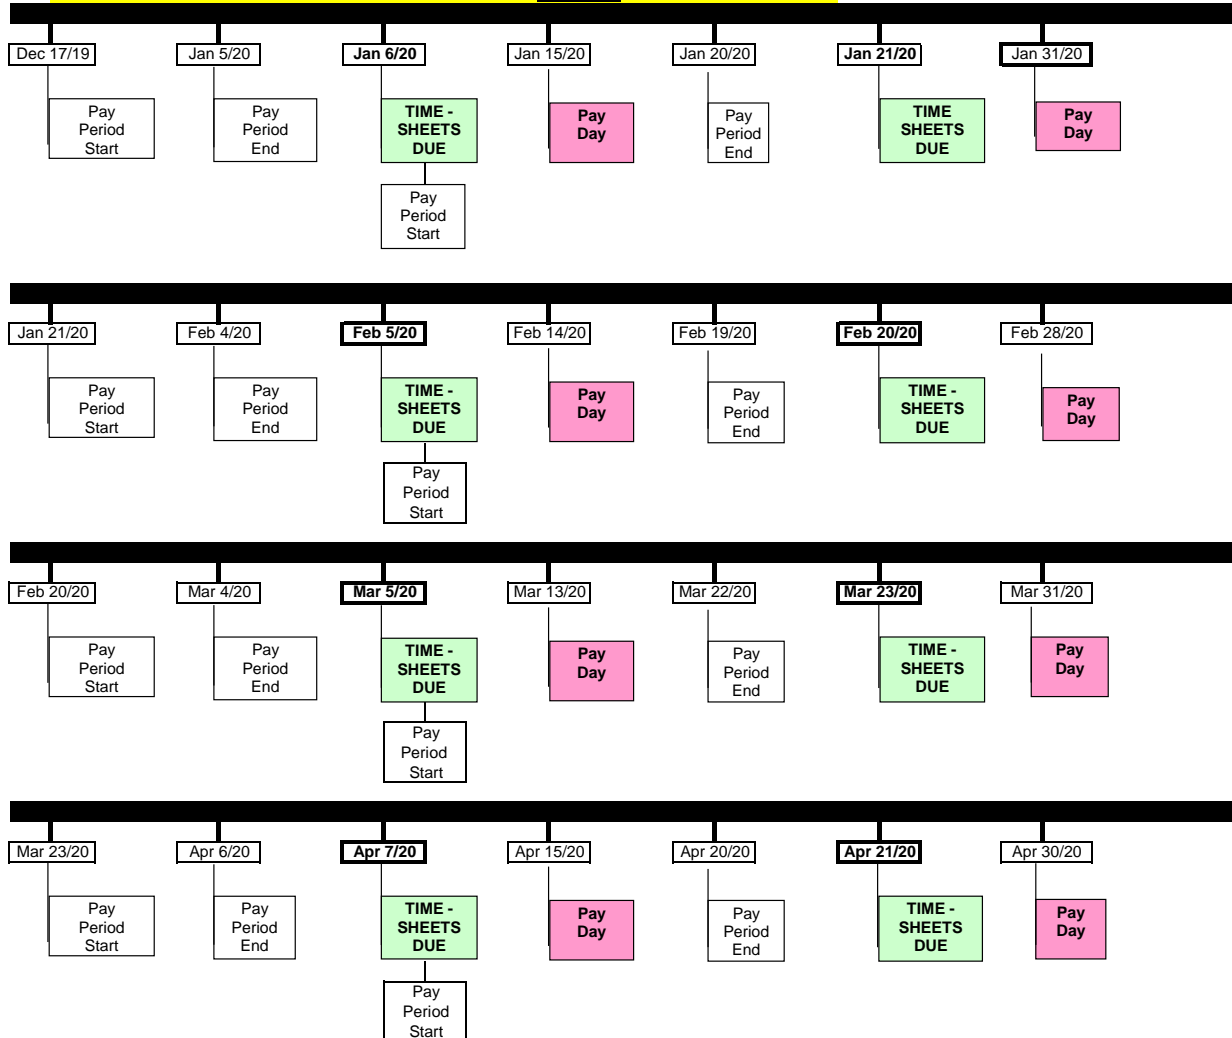 Dec 17/19 Jan 5/20 Jan 6/20 Jan 15/20 Jan 20/20 Jan 21/20 Jan 31/20
Pay
Period
Start
Pay
Period
End
TIME -
SHEETS
DUE
Pay
Day
Pay
Period
End
TIME
SHEETS
DUE
Pay
Day
Pay
Period
Start
Jan 21/20 Feb 4/20 Feb 5/20 Feb 14/20 Feb 19/20 Feb 20/20 Feb 28/20
Pay
Period
Start
Pay
Period
End
TIME -
SHEETS
DUE
Pay
Day
Pay
Period
End
TIME -
SHEETS
DUE
Pay
Day
Pay
Period
Start
Feb 20/20 Mar 4/20 Mar 5/20 Mar 13/20 Mar 22/20 Mar 23/20 Mar 31/20
Pay
Period
Start
Pay
Period
End
TIME -
SHEETS
DUE
Pay
Day
Pay
Period
End
TIME -
SHEETS
DUE
Pay
Day
Pay
Period
Start
Mar 23/20 Apr 6/20 Apr 7/20 Apr 15/20 Apr 20/20 Apr 21/20 Apr 30/20
Pay
Period
Start
Pay
Period
End
TIME -
SHEETS
DUE
Pay
Day
Pay
Period
End
TIME -
SHEETS
DUE
Pay
Day
Pay
Period
Start